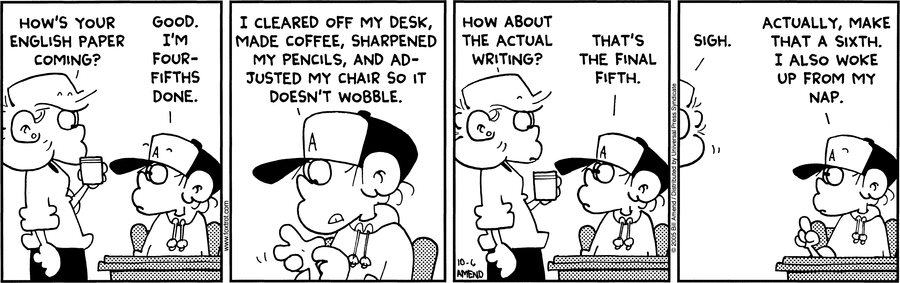 HOW'S YOUR
ENGLISH PAPER
COMING?
GOOD.
I'M
FOUR-
FIFTHS
DONE.
A
www.foxtrot.com
I CLEARED OFF MY DESK,
MADE COFFEE, SHARPENED
MY PENCILS, AND AD-
JUSTED MY CHAIR SO IT
DOESN'T WOBBLE.
A
HOW ABOUT
THE ACTUAL
WRITING?
THAT'S
THE FINAL
FIFTH.
A
10-6
AMEND
© 2008 Bill Amend / Distributed by Universal Press Syndicate
SIGH.
ACTUALLY, MAKE
THAT A SIXTH.
I ALSO WOKE
UP FROM MY
NAP.
A